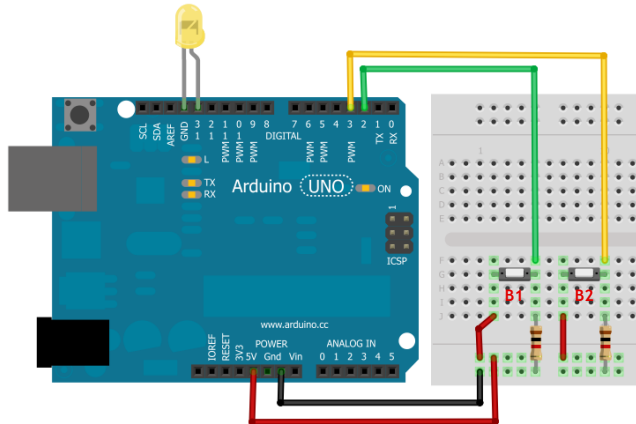 SCL
SDA
AREF
GND
13
12
PWM 11
PWM 10
PWM 9
8
7
PWM 6
PWM 5
4
PWM 3
2
TX 1
RX 0
DIGITAL
L
TX
RX
Arduino UNO
ON
1
ICSP
www.arduino.cc
POWER
ANALOG IN
IOREF
RESET
3V3
5V
Gnd
Vin
0 1 2 3 4 5
1
A
B
C
D
E
F
G
H
I
J
B1
B2